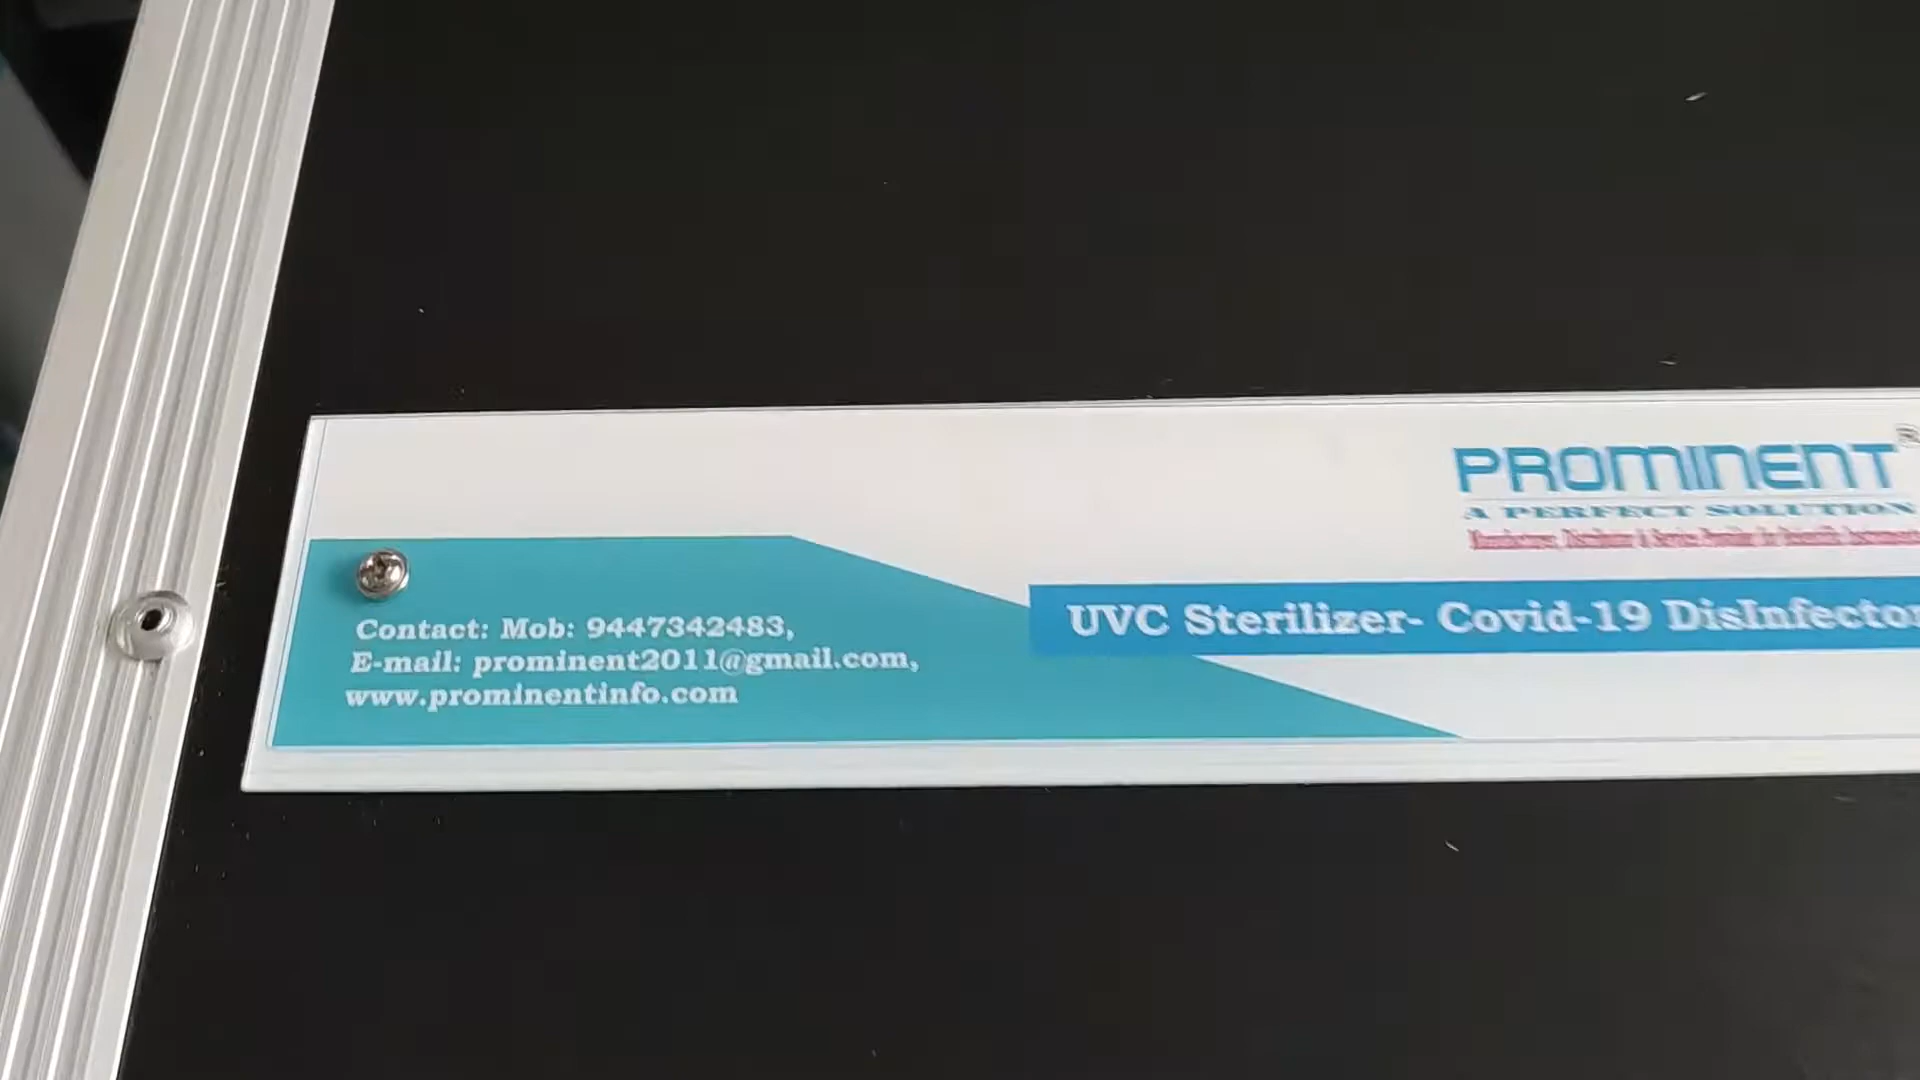 PROMINENT®
A PERFECT SOLUTION
UVC Sterilizer- Covid-19 DisInfector
Contact: Mob: 9447342483,
E-mail: prominent2011@gmail.com,
www.prominentinfo.com